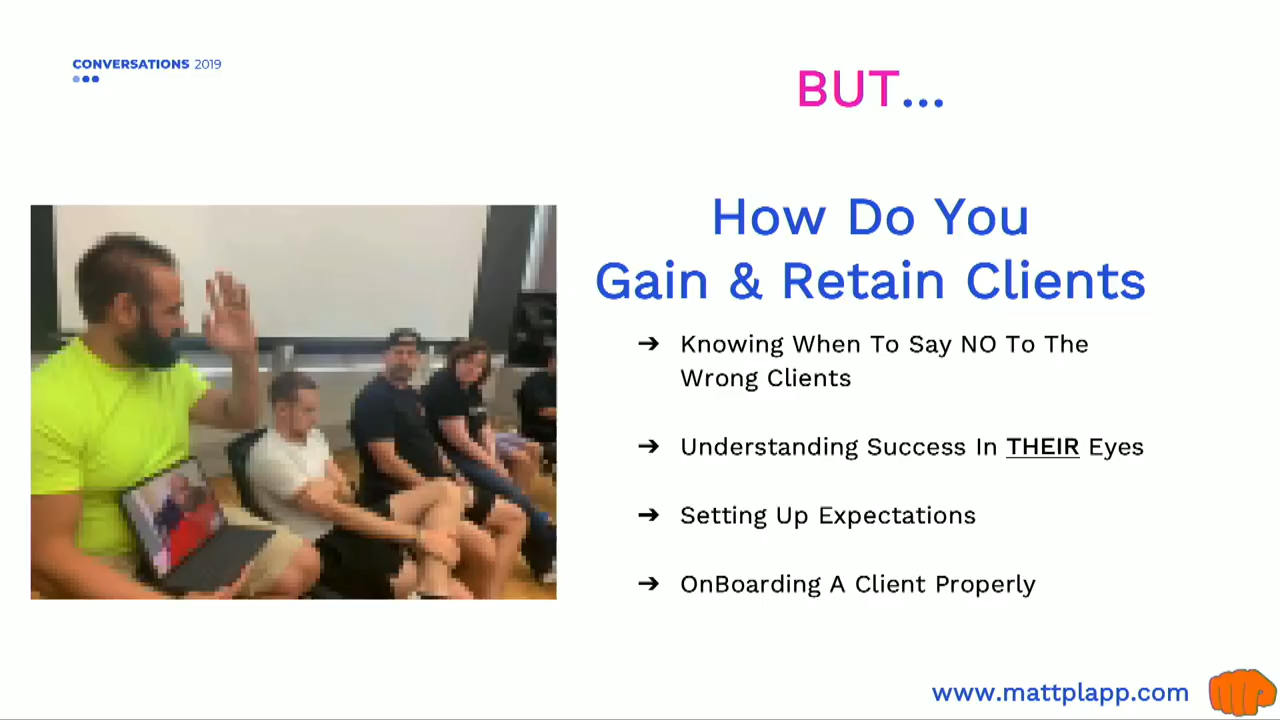 CONVERSATIONS 2019
BUT...
How Do You
Gain & Retain Clients
➔ Knowing When To Say NO To The
Wrong Clients
➔ Understanding Success In THEIR Eyes
➔ Setting Up Expectations
➔ OnBoarding A Client Properly
www.mattplapp.com